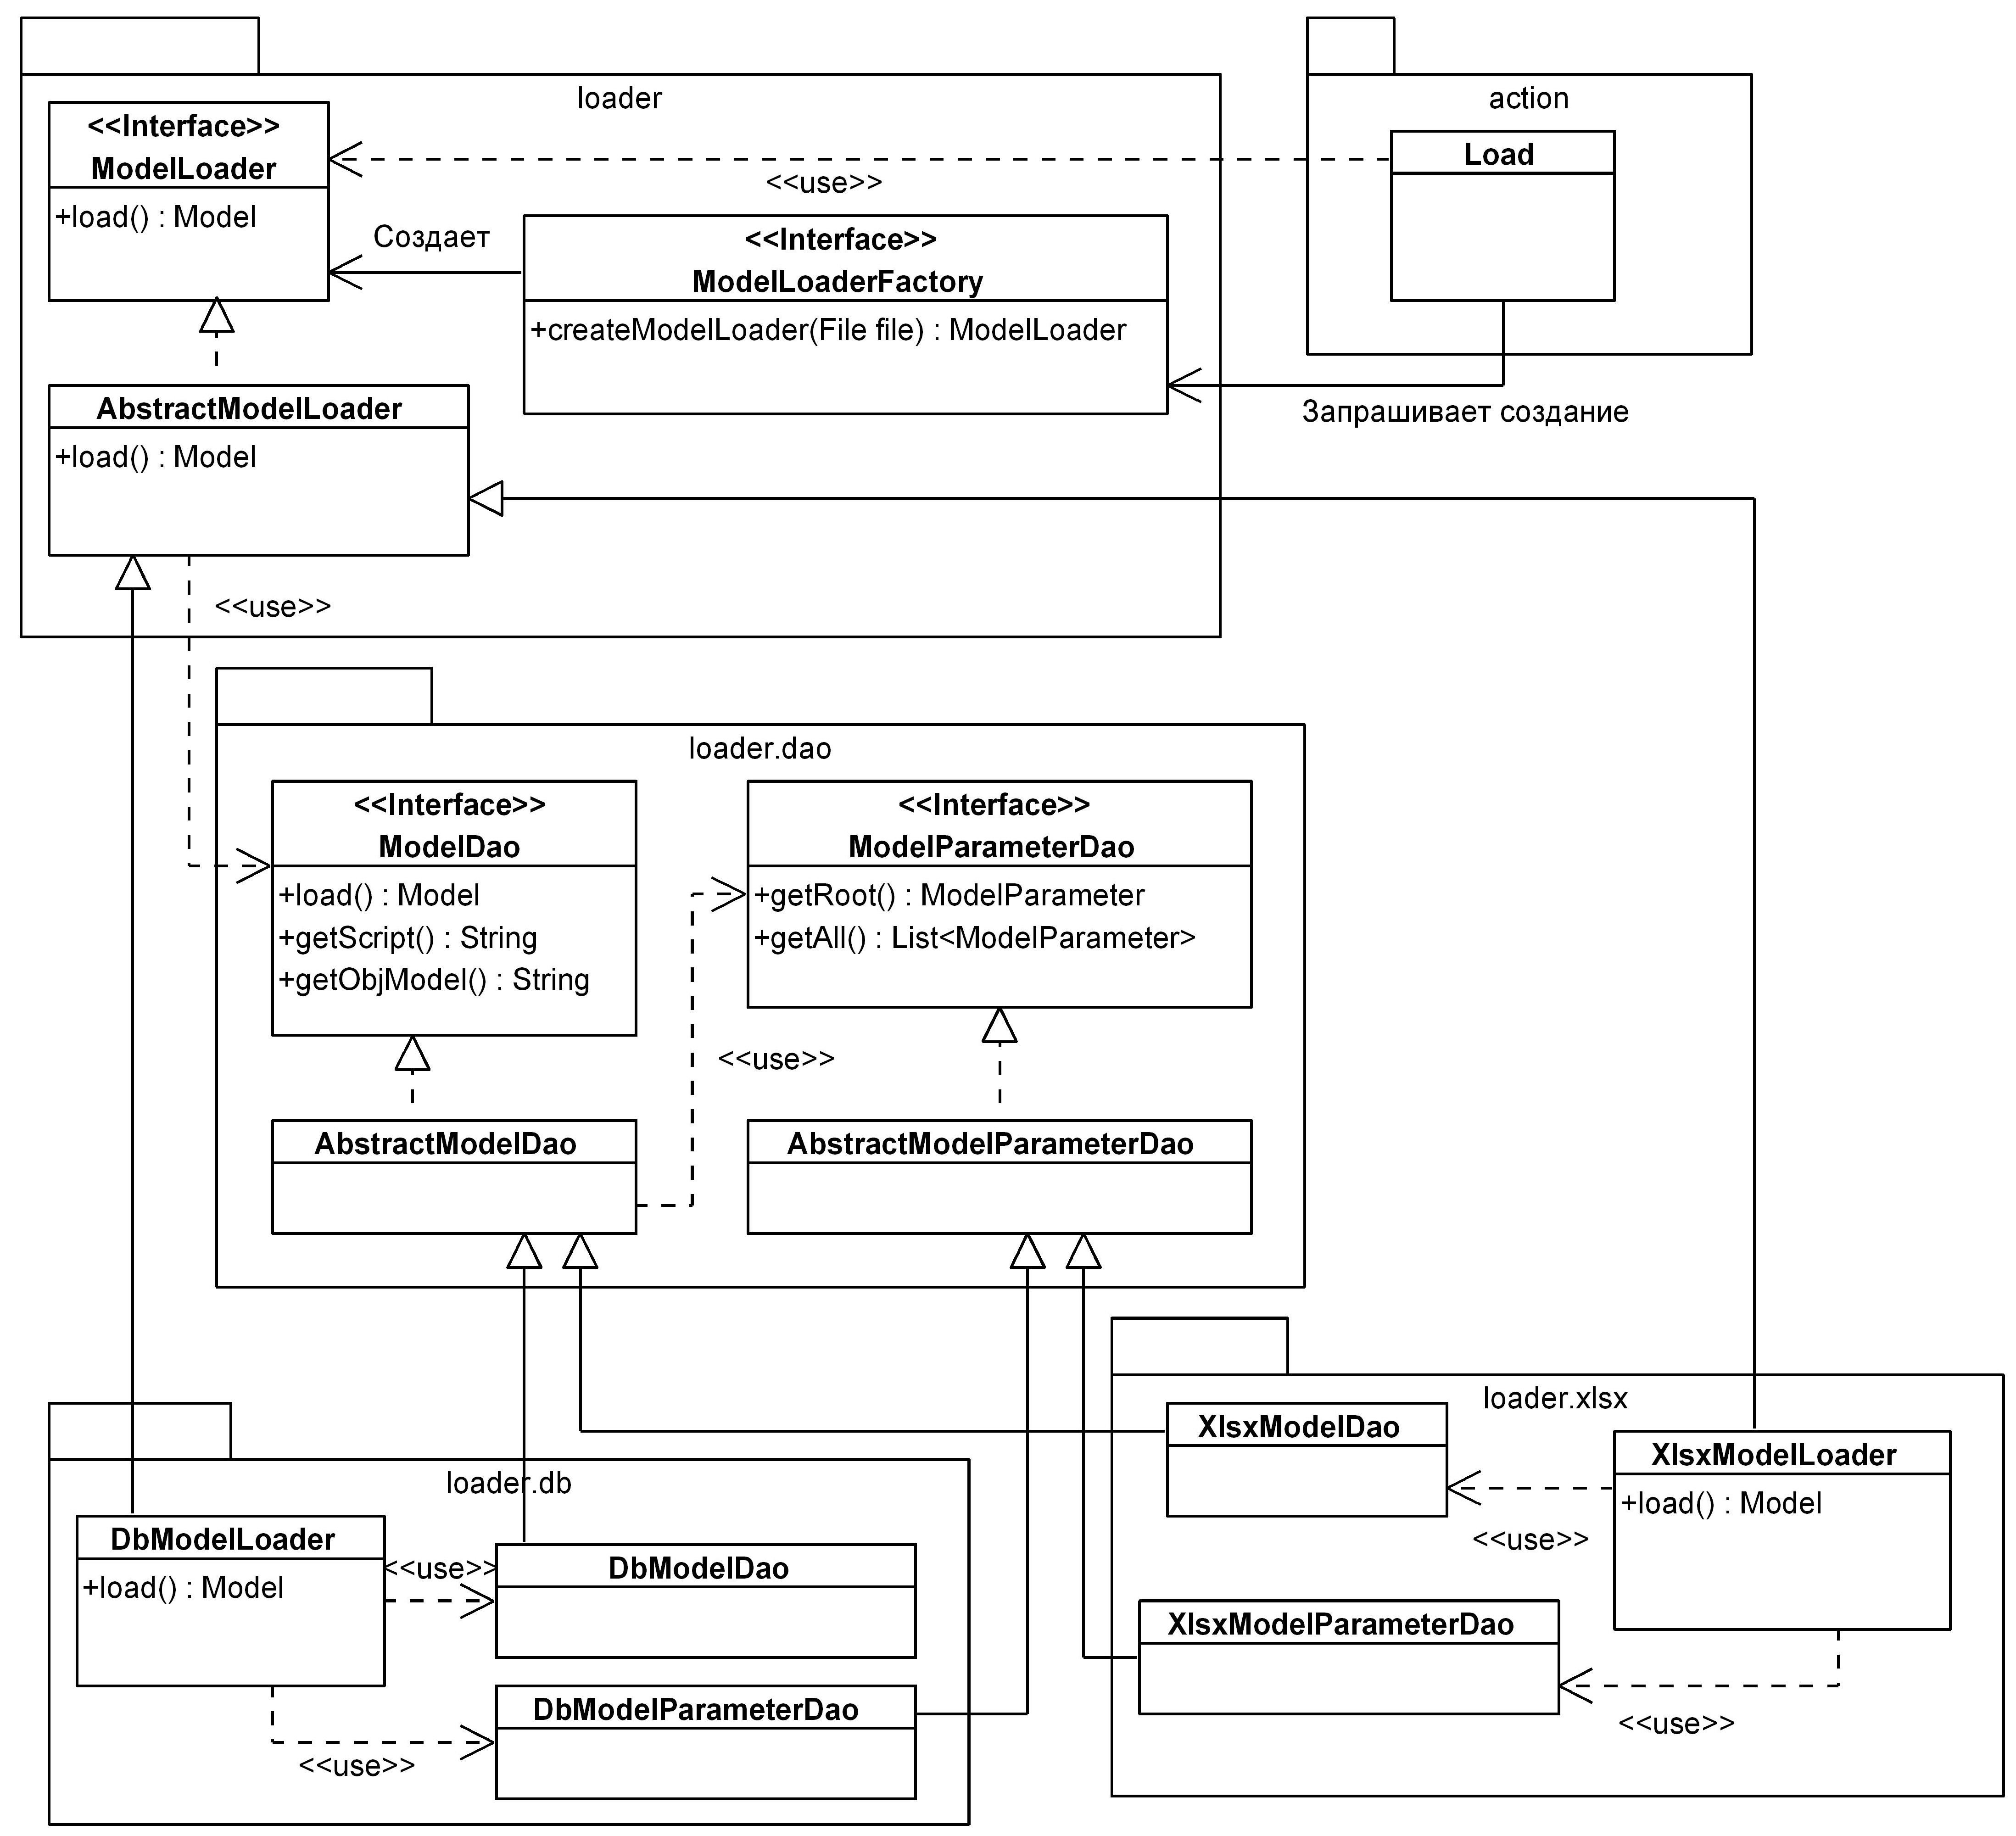 loader
<<Interface>>
ModelLoader
+load() : Model
<<use>>
Создает
<<Interface>>
ModelLoaderFactory
+createModelLoader(File file) : ModelLoader
action
Load
Запрашивает создание
AbstractModelLoader
+load() : Model
<<use>>
loader.dao
<<Interface>>
ModelDao
+load() : Model
+getScript() : String
+getObjModel() : String
<<Interface>>
ModelParameterDao
+getRoot() : ModelParameter
+getAll() : List<ModelParameter>
<<use>>
AbstractModelDao
AbstractModelParameterDao
loader.db
DbModelLoader
+load() : Model
<<use>>
DbModelDao
DbModelParameterDao
<<use>>
loader.xlsx
XlsxModelDao
XlsxModelLoader
+load() : Model
<<use>>
XlsxModelParameterDao
<<use>>